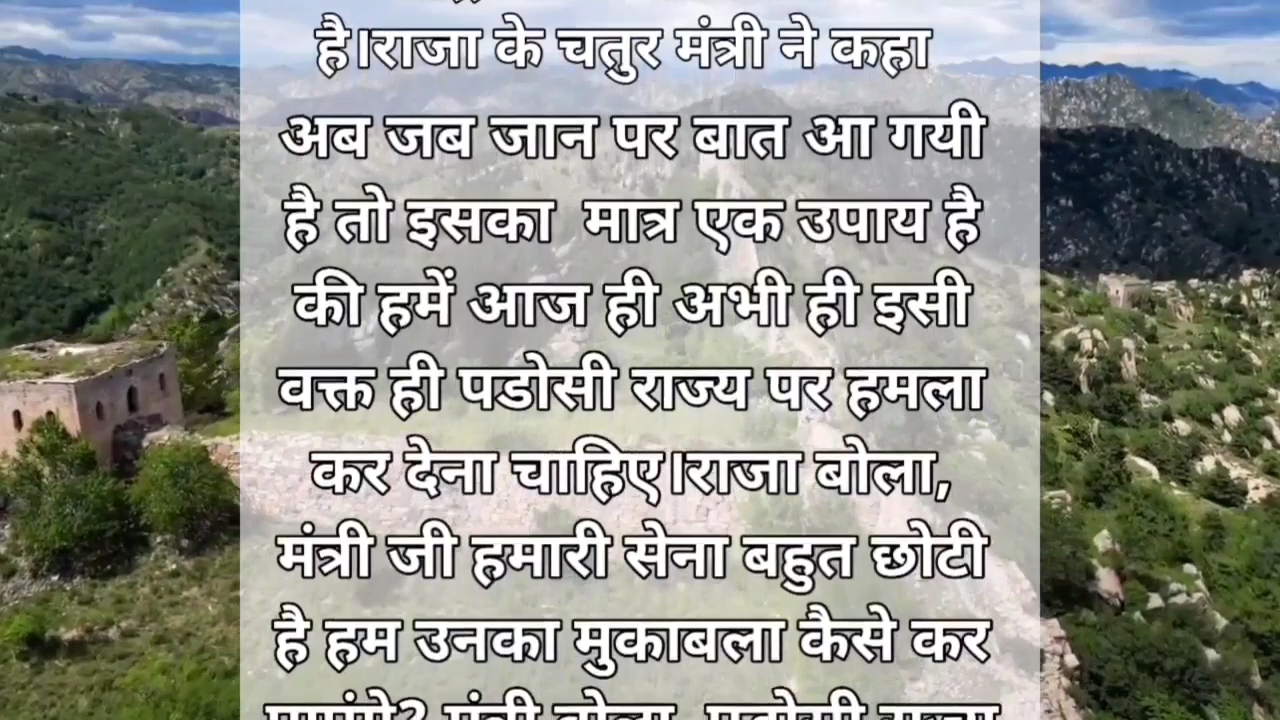 है।राजा के चतुर मंत्री ने कहा
अब जब जान पर बात आ गयी
है तो इसका मात्र एक उपाय है
की हमें आज ही अभी ही इसी
वक्त ही पडोसी राज्य पर हमला
कर देना चाहिए।राजा बोला,
मंत्री जी हमारी सेना बहुत छोटी
है हम उनका मुकाबला कैसे कर